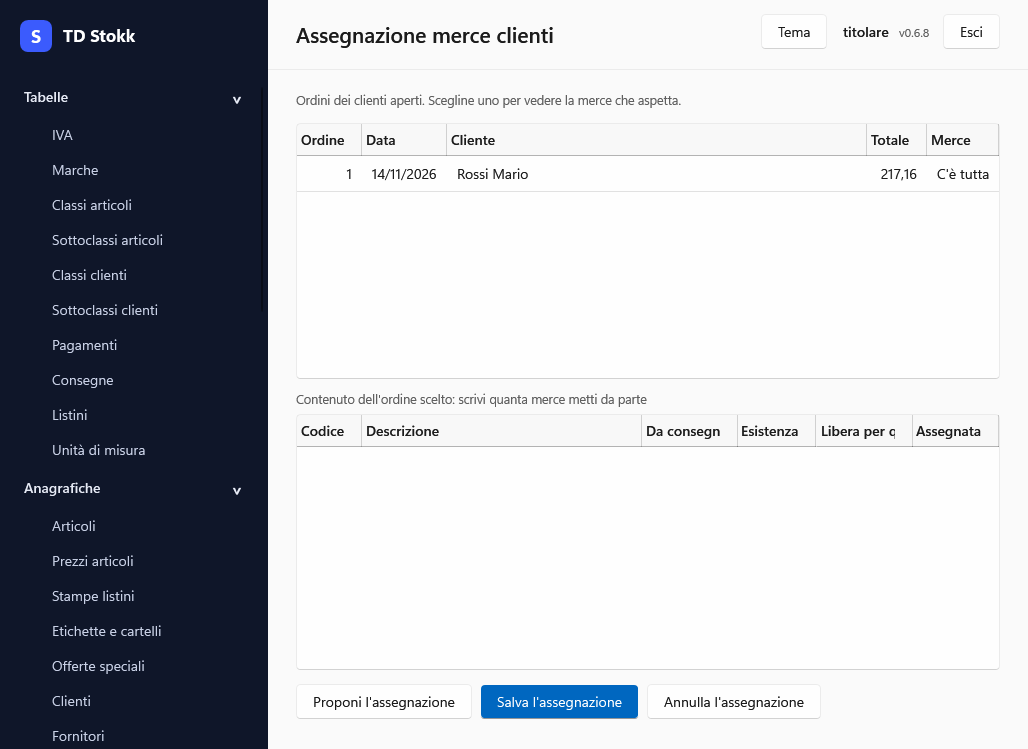 S TD Stokk
Tabelle v
IVA
Marche
Classi articoli
Sottoclassi articoli
Classi clienti
Sottoclassi clienti
Pagamenti
Consegne
Listini
Unità di misura
Anagrafiche v
Articoli
Prezzi articoli
Stampe listini
Etichette e cartelli
Offerte speciali
Clienti
Fornitori
Assegnazione merce clienti Tema titolare v0.6.8 Esci
Ordini dei clienti aperti. Scegline uno per vedere la merce che aspetta.
Ordine Data Cliente Totale Merce
1 14/11/2026 Rossi Mario 217,16 C'è tutta
Contenuto dell'ordine scelto: scrivi quanta merce metti da parte
Codice Descrizione Da consegn Esistenza Libera per q Assegnata
Proponi l'assegnazione Salva l'assegnazione Annulla l'assegnazione